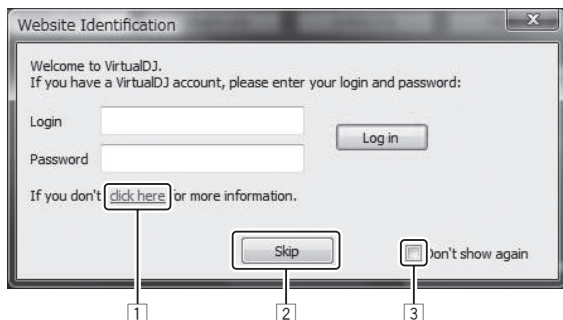 Website Identification
Welcome to VirtualDJ.
If you have a VirtualDJ account, please enter your login and password:
Login
Log in
Password
If you don't click here for more information.
Skip
Don't show again
1 2 3